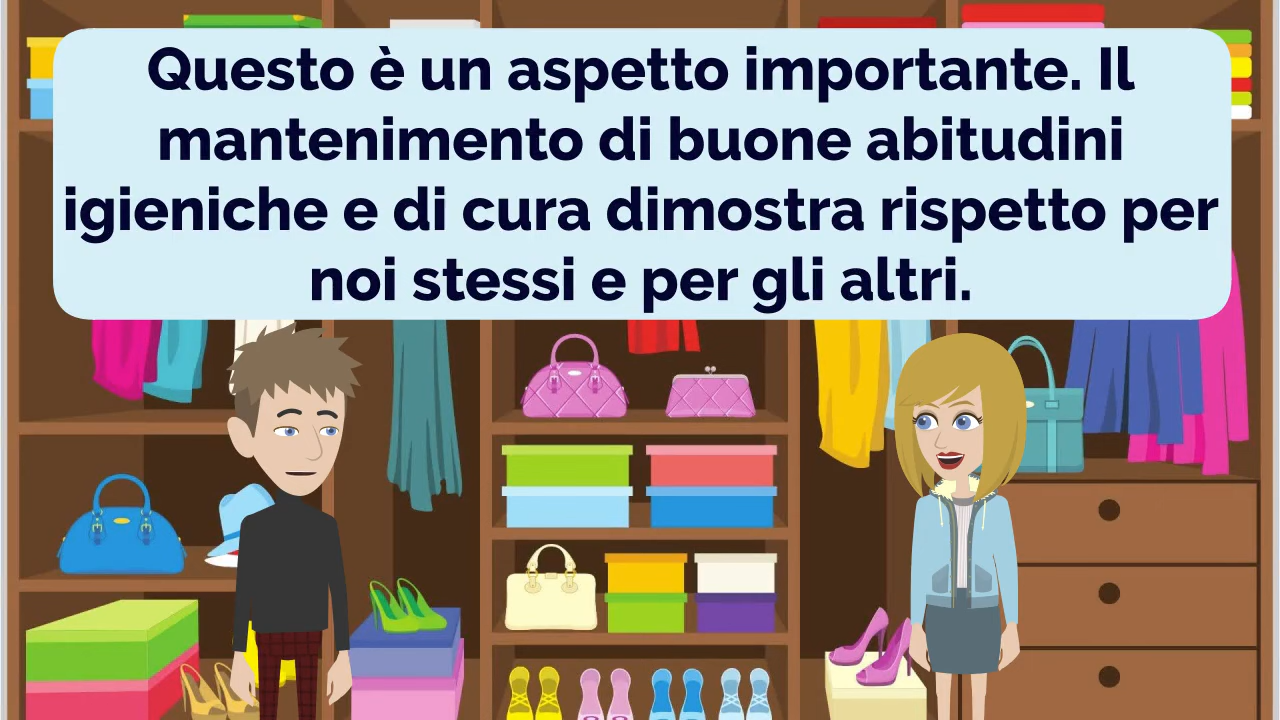 Questo è un aspetto importante. Il
mantenimento di buone abitudini
igieniche e di cura dimostra rispetto per
noi stessi e per gli altri.